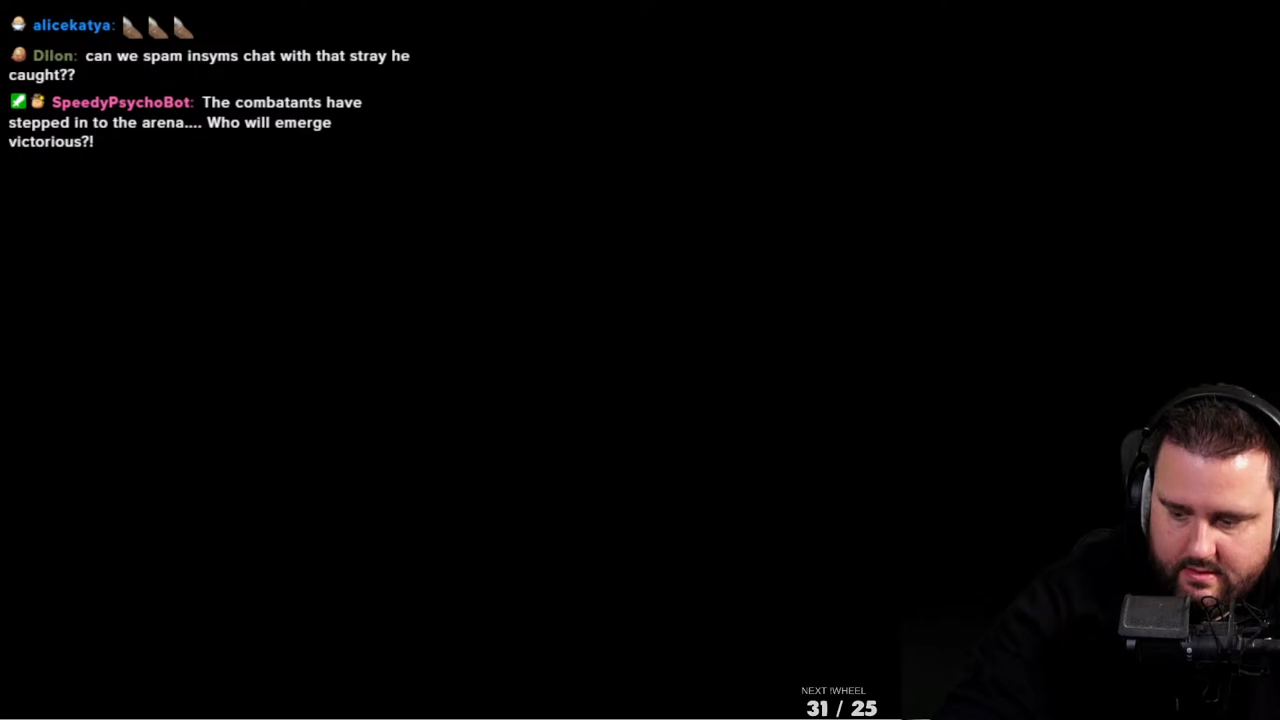 alicekatya:
Dllon: can we spam insyms chat with that stray he
caught??
SpeedyPsychoBot: The combatants have
stepped in to the arena.... Who will emerge
victorious?!
NEXT !WHEEL
31 / 25